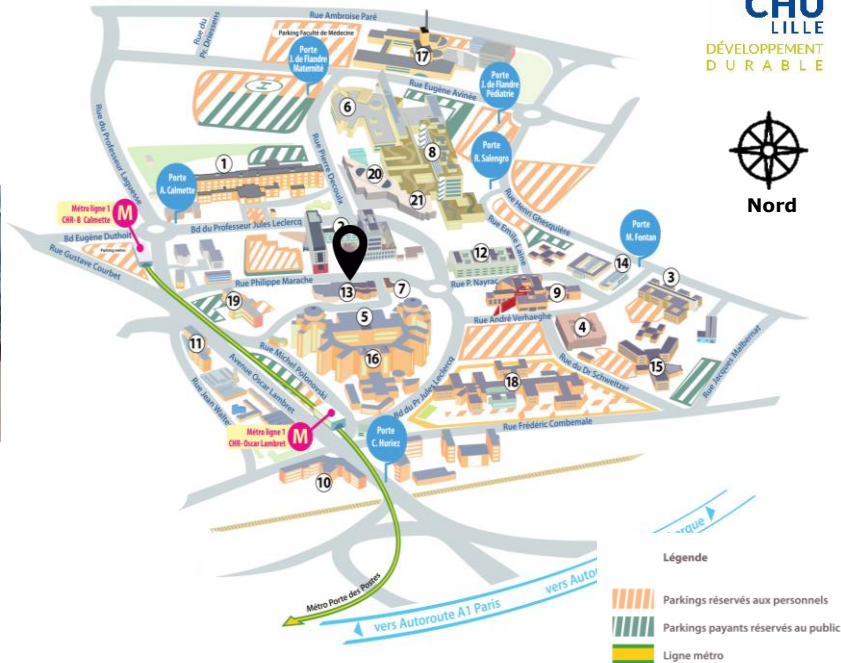 CHU
LILLE
DÉVELOPPEMENT
DURABLE
Nord
Rue Ambroise Paré
Rue du
Pr. Driessens
Parking Faculté de Médecine
17
Porte
J. de Flandre
Maternité
Porte
J. de Flandre
Pédiatrie
Rue Eugène Avinée
H
6
8
Porte
R. Salengro
Rue du Professeur Laguesse
Rue Pierre Decoulx
1
20
21
Porte
A. Calmette
Rue Henri Ghesquière
Porte
M. Fontan
Métro ligne 1
CHR- B Calmette
M
Bd du Professeur Jules Leclercq
2
Rue Emile Laine
12
14
3
Bd Eugène Duthoit
Parking métro
Rue Gustave Courbet
Rue Philippe Marache
13
7
Rue P. Nayrac
9
19
5
Rue André Verhaeghe
4
11
16
15
Rue Michel Polonovski
Avenue Oscar Lambret
Rue Jean Walter
Bd du Pr Jules Leclercq
18
Rue du Dr Schweitzer
Rue Jacques Malbernat
Métro ligne 1
CHR- Oscar Lambret
M
Porte
C. Huriez
Rue Frédéric Combemale
10
Métro Porte des Postes
vers Autoroute A1 Paris
vers Auto
erque
Légende
Parkings réservés aux personnels
Parkings payants réservés au public
Ligne métro